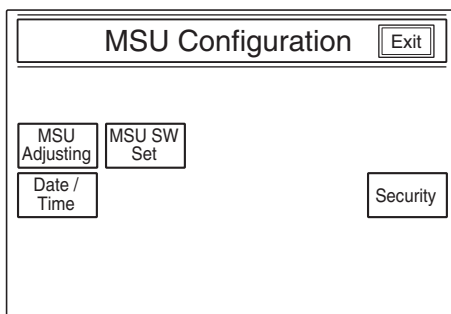 MSU Configuration
Exit
MSU
Adjusting
MSU SW
Set
Date /
Time
Security